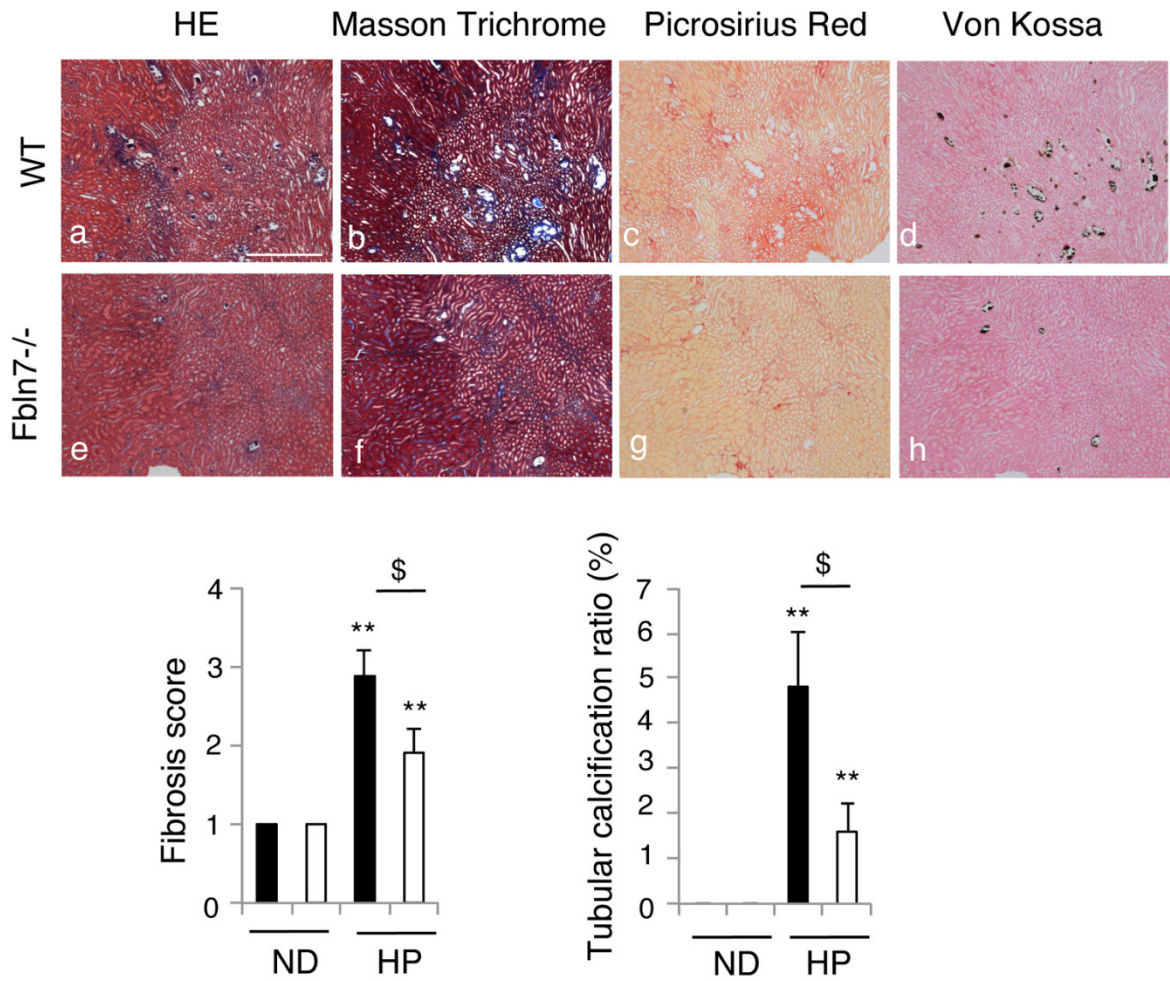 HE Masson Trichrome Picrosirius Red Von Kossa
WT
a b c d
Fbln7-/-
e f g h
Fibrosis score
4
3
2
1
0
** ** $
ND HP
Tubular calcification ratio (%)
7
6
5
4
3
2
1
0
** ** $
ND HP